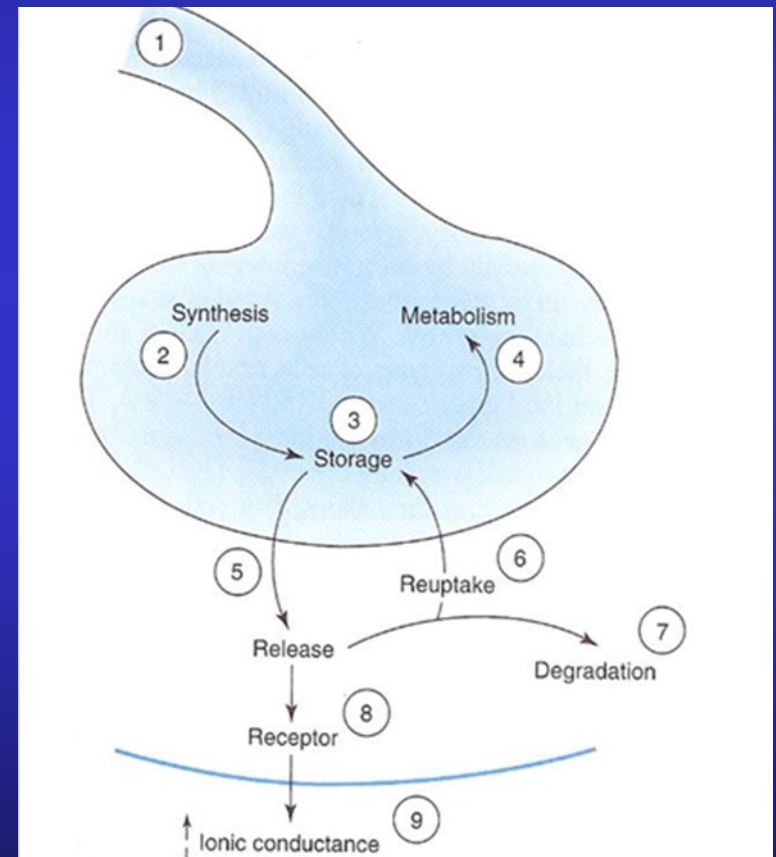 1
Synthesis
Metabolism
2
4
3
Storage
5
6
Reuptake
7
Release
Degradation
8
Receptor
9
Ionic conductance